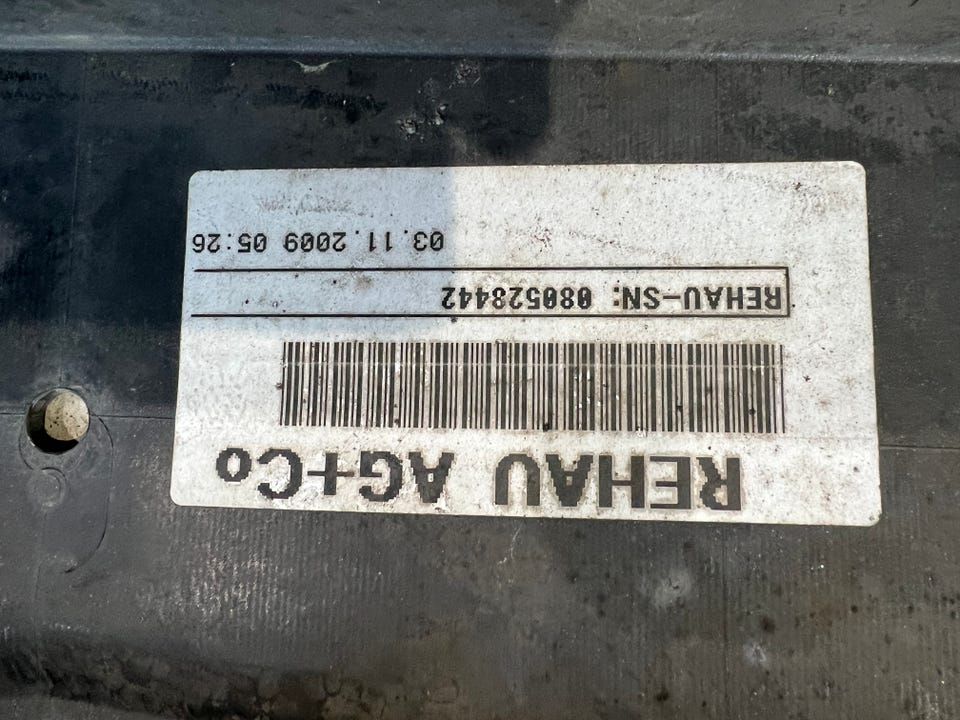 REHAU AG+Co
REHAU-SN: 080528442
03.11.2009 05:26